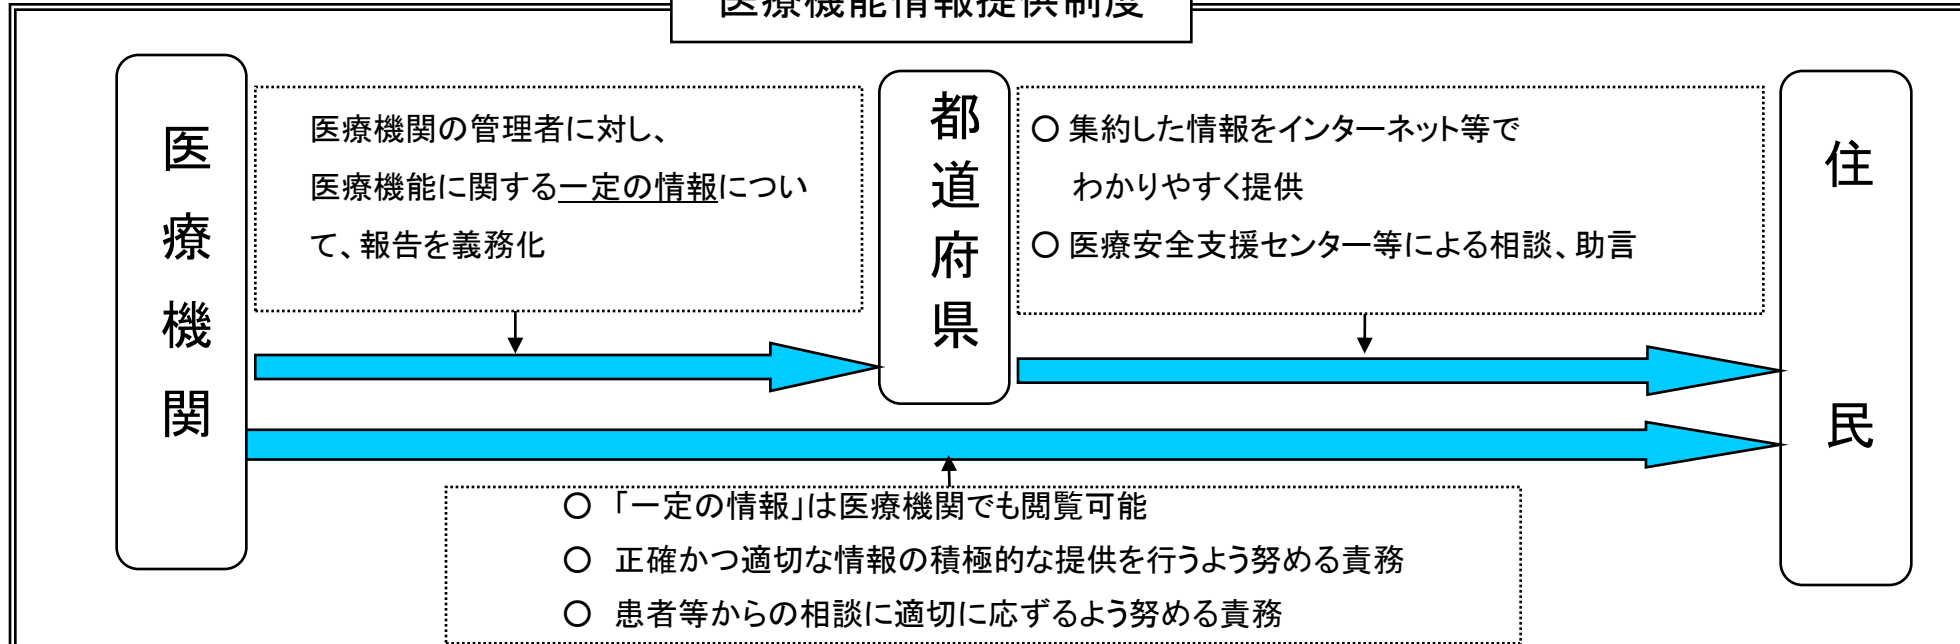 医療機能情報提供制度
医療機関
医療機関の管理者に対し、
医療機能に関する一定の情報につい
て、報告を義務化
都道府県
○ 集約した情報をインターネット等で
わかりやすく提供
○ 医療安全支援センター等による相談、助言
住民
○ 「一定の情報」は医療機関でも閲覧可能
○ 正確かつ適切な情報の積極的な提供を行うよう努める責務
○ 患者等からの相談に適切に応ずるよう努める責務